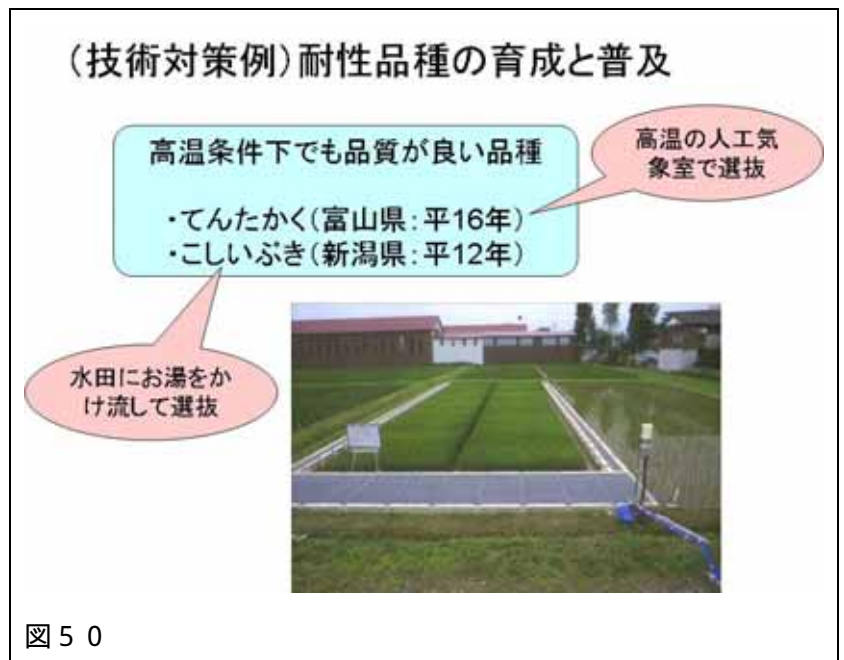 （技術対策例）耐性品種の育成と普及
高温条件下でも品質が良い品種
・てんたかく（富山県：平16年）
・こしいぶき（新潟県：平12年）
高温の人工気
象室で選抜
水田にお湯をか
け流して選抜
図５０